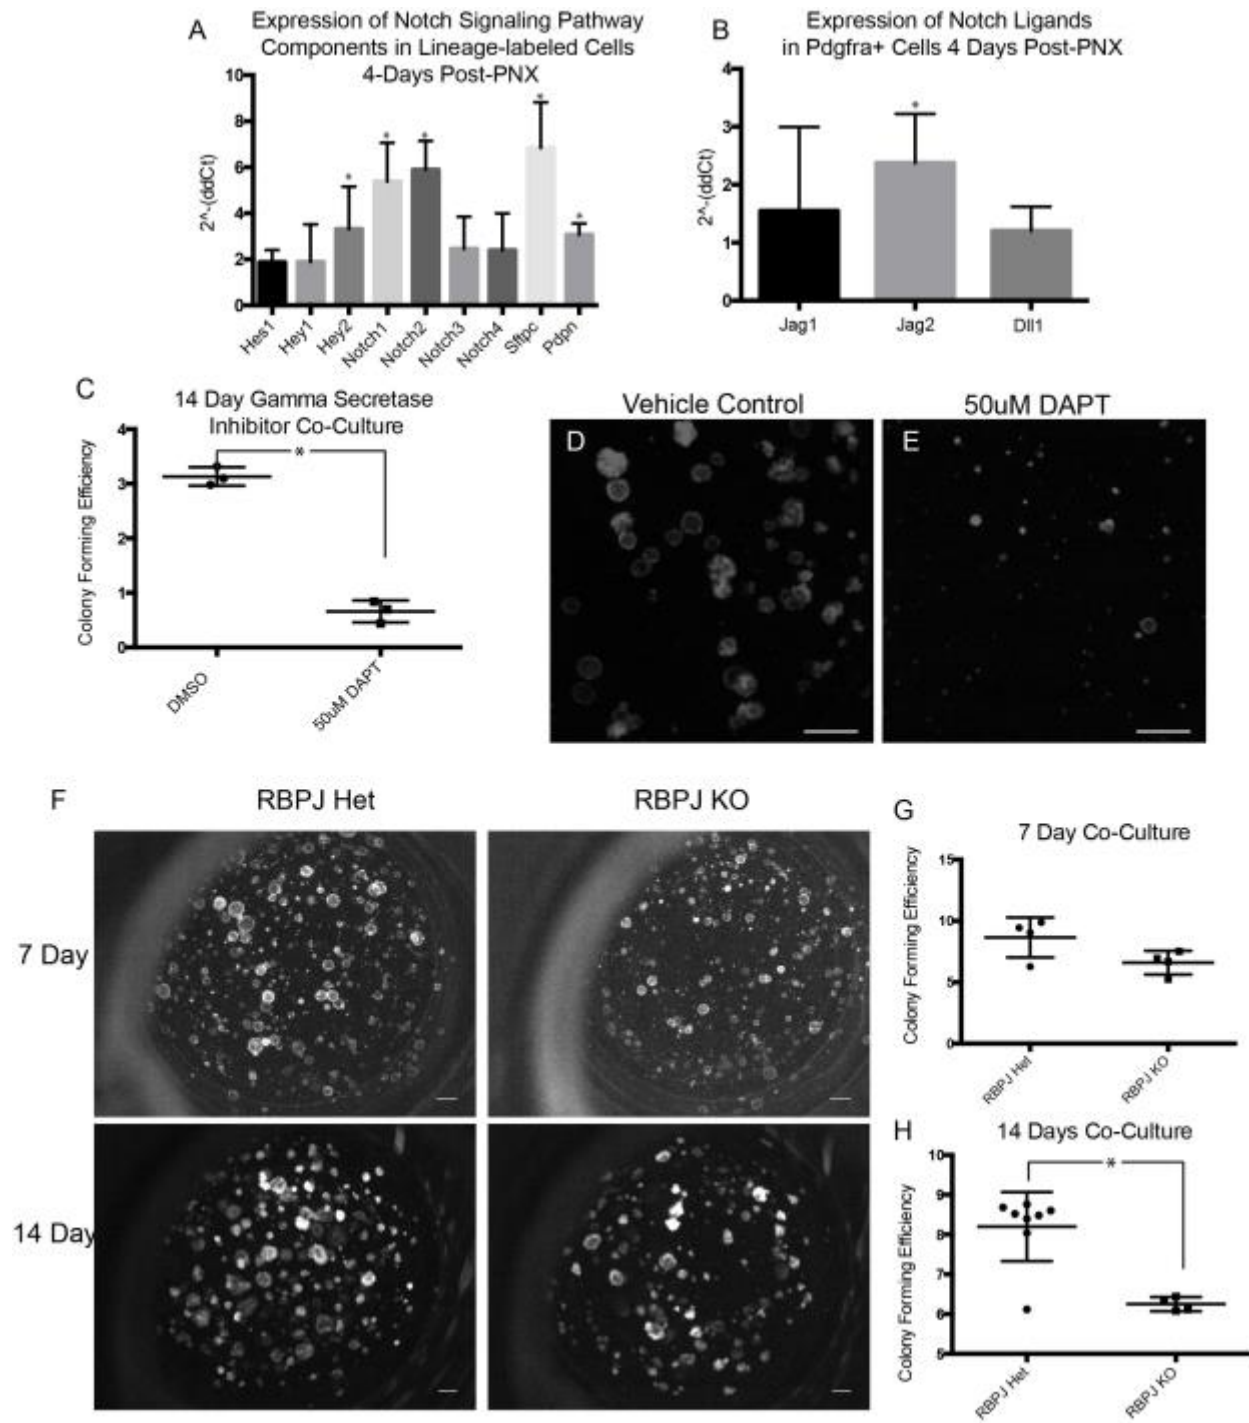 A
Expression of Notch Signaling Pathway
Components in Lineage-labeled Cells
4-Days Post-PNX
10
8
6
4
2
0
2^-(ddCt)
*
*
*
*
*
Hes1
Hey1
Hey2
Notch1
Notch2
Notch3
Notch4
Sftpc
Pdpn
B
Expression of Notch Ligands
in Pdgfra+ Cells 4 Days Post-PNX
4
3
2
1
0
2^-(ddCt)
*
Jag1
Jag2
Dll1
C
14 Day Gamma Secretase
Inhibitor Co-Culture
4
3
2
1
0
Colony Forming Efficiency
*
DMSO
50uM DAPT
Vehicle Control
D
50uM DAPT
E
F
RBPJ Het
RBPJ KO
7 Day
14 Day
G
7 Day Co-Culture
15
10
5
0
Colony Forming Efficiency
RBPJ Het
RBPJ KO
H
14 Days Co-Culture
10
9
8
7
6
5
Colony Forming Efficiency
*
RBPJ Het
RBPJ KO